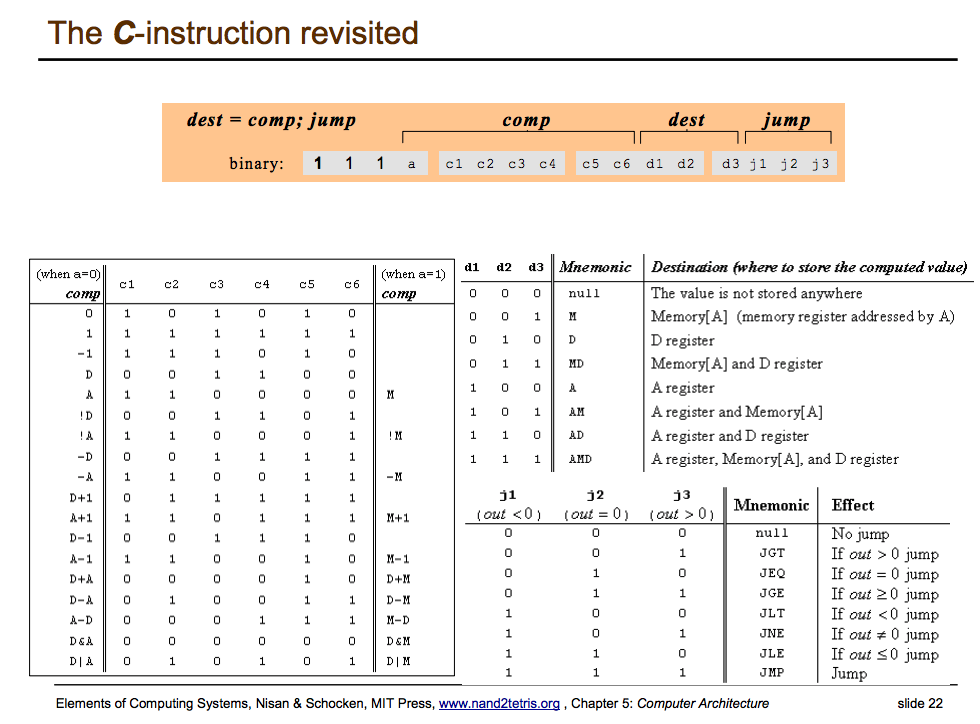 The C-instruction revisited
dest = comp; jump comp dest jump
binary: 1 1 1 a c1 c2 c3 c4 c5 c6 d1 d2 d3 j1 j2 j3
(when a=0) comp c1 c2 c3 c4 c5 c6 (when a=1) comp
0 1 0 1 0 1 0
1 1 1 1 1 1 1
-1 1 1 1 0 1 0
D 0 0 1 1 0 0
A 1 1 0 0 0 0 M
!D 0 0 1 1 0 1
!A 1 1 0 0 0 1 !M
-D 0 0 1 1 1 1
-A 1 1 0 0 1 1 -M
D+1 0 1 1 1 1 1
A+1 1 1 0 1 1 1 M+1
D-1 0 0 1 1 1 0
A-1 1 1 0 0 1 0 M-1
D+A 0 0 0 0 1 0 D+M
D-A 0 1 0 0 1 1 D-M
A-D 0 0 0 1 1 1 M-D
D&A 0 0 0 0 0 0 D&M
D|A 0 1 0 1 0 1 D|M
d1 d2 d3 Mnemonic Destination (where to store the computed value)
0 0 0 null The value is not stored anywhere
0 0 1 M Memory[A] (memory register addressed by A)
0 1 0 D D register
0 1 1 MD Memory[A] and D register
1 0 0 A A register
1 0 1 AM A register and Memory[A]
1 1 0 AD A register and D register
1 1 1 AMD A register, Memory[A], and D register
j1 j2 j3 Mnemonic Effect
(out <0) (out = 0) (out > 0)
0 0 0 null No jump
0 0 1 JGT If out > 0 jump
0 1 0 JEQ If out = 0 jump
0 1 1 JGE If out ≥ 0 jump
1 0 0 JLT If out < 0 jump
1 0 1 JNE If out ≠ 0 jump
1 1 0 JLE If out ≤ 0 jump
1 1 1 JMP Jump
Elements of Computing Systems, Nisan & Schocken, MIT Press, www.nand2tetris.org , Chapter 5: Computer Architecture slide 22